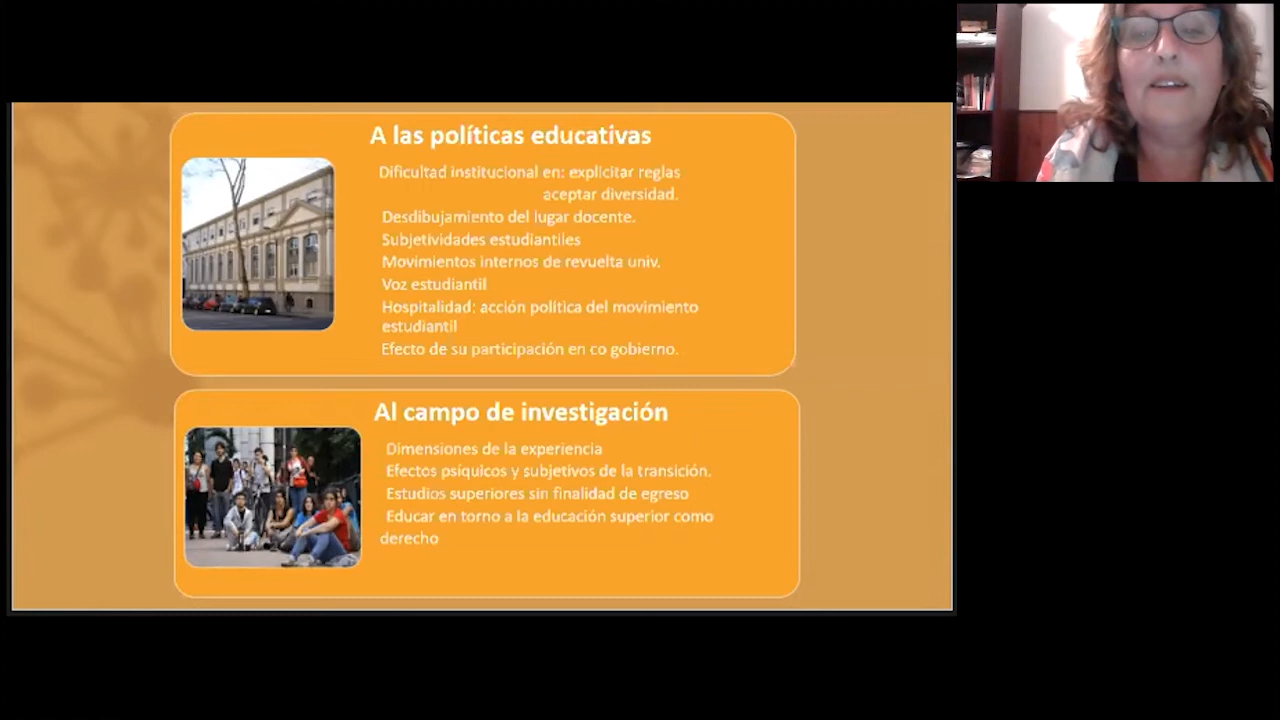 A las políticas educativas
Dificultad institucional en: explicitar reglas
aceptar diversidad.
Desdibujamiento del lugar docente.
Subjetividades estudiantiles
Movimientos internos de revuelta univ.
Voz estudiantil
Hospitalidad: acción política del movimiento
estudiantil
Efecto de su participación en co gobierno.
Al campo de investigación
Dimensiones de la experiencia
Efectos psíquicos y subjetivos de la transición.
Estudios superiores sin finalidad de egreso
Educar en torno a la educación superior como
derecho